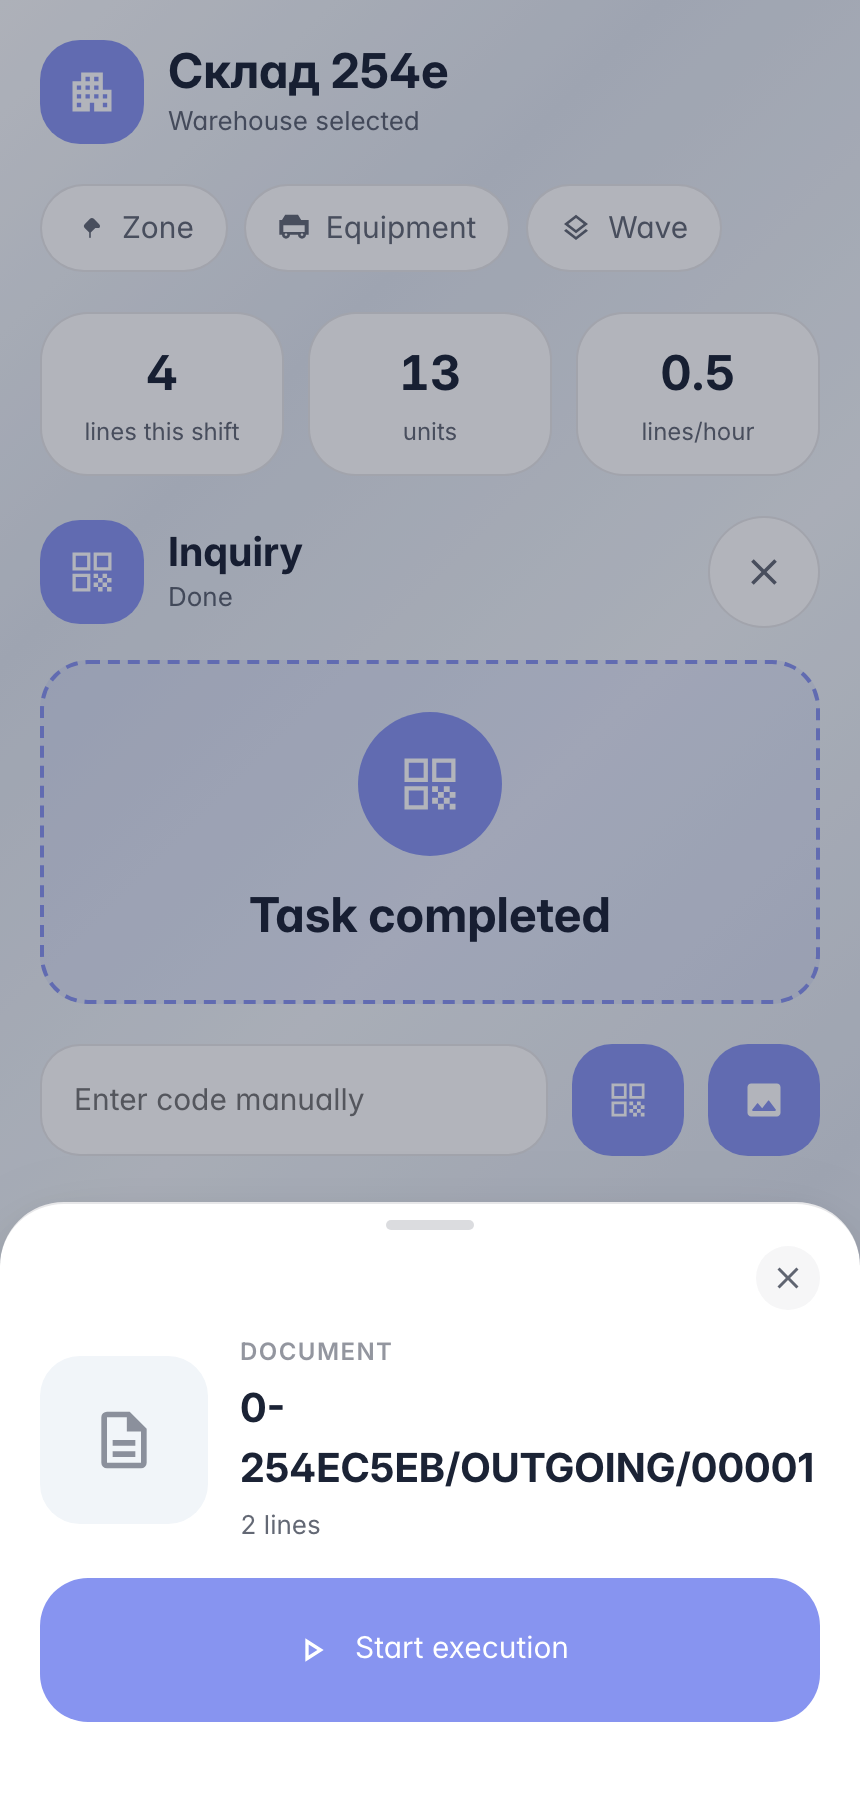 Склад 254e
Warehouse selected
Zone
Equipment
Wave
4
lines this shift
13
units
0.5
lines/hour
Inquiry
Done
Task completed
Enter code manually
DOCUMENT
0-
254EC5EB/OUTGOING/00001
2 lines
Start execution